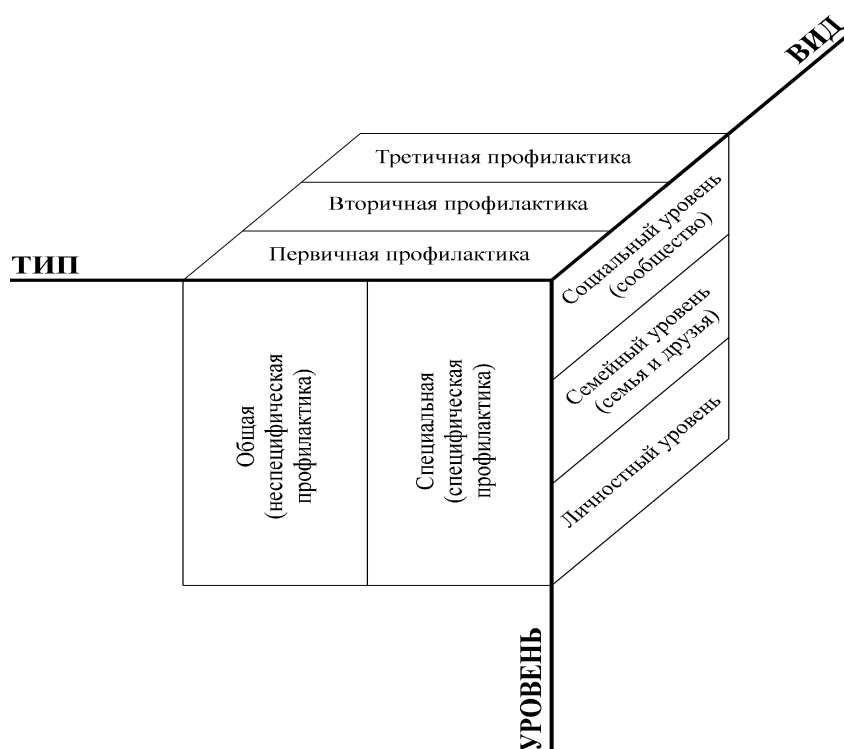 ВИД
Третичная профилактика
Вторичная профилактика
Первичная профилактика
ТИП
Социальный уровень
(сообщество)
Семейный уровень
(семья и друзья)
Личностный уровень
Общая
(неспецифическая
профилактика)
Специальная
(специфическая
профилактика)
УРОВЕНЬ